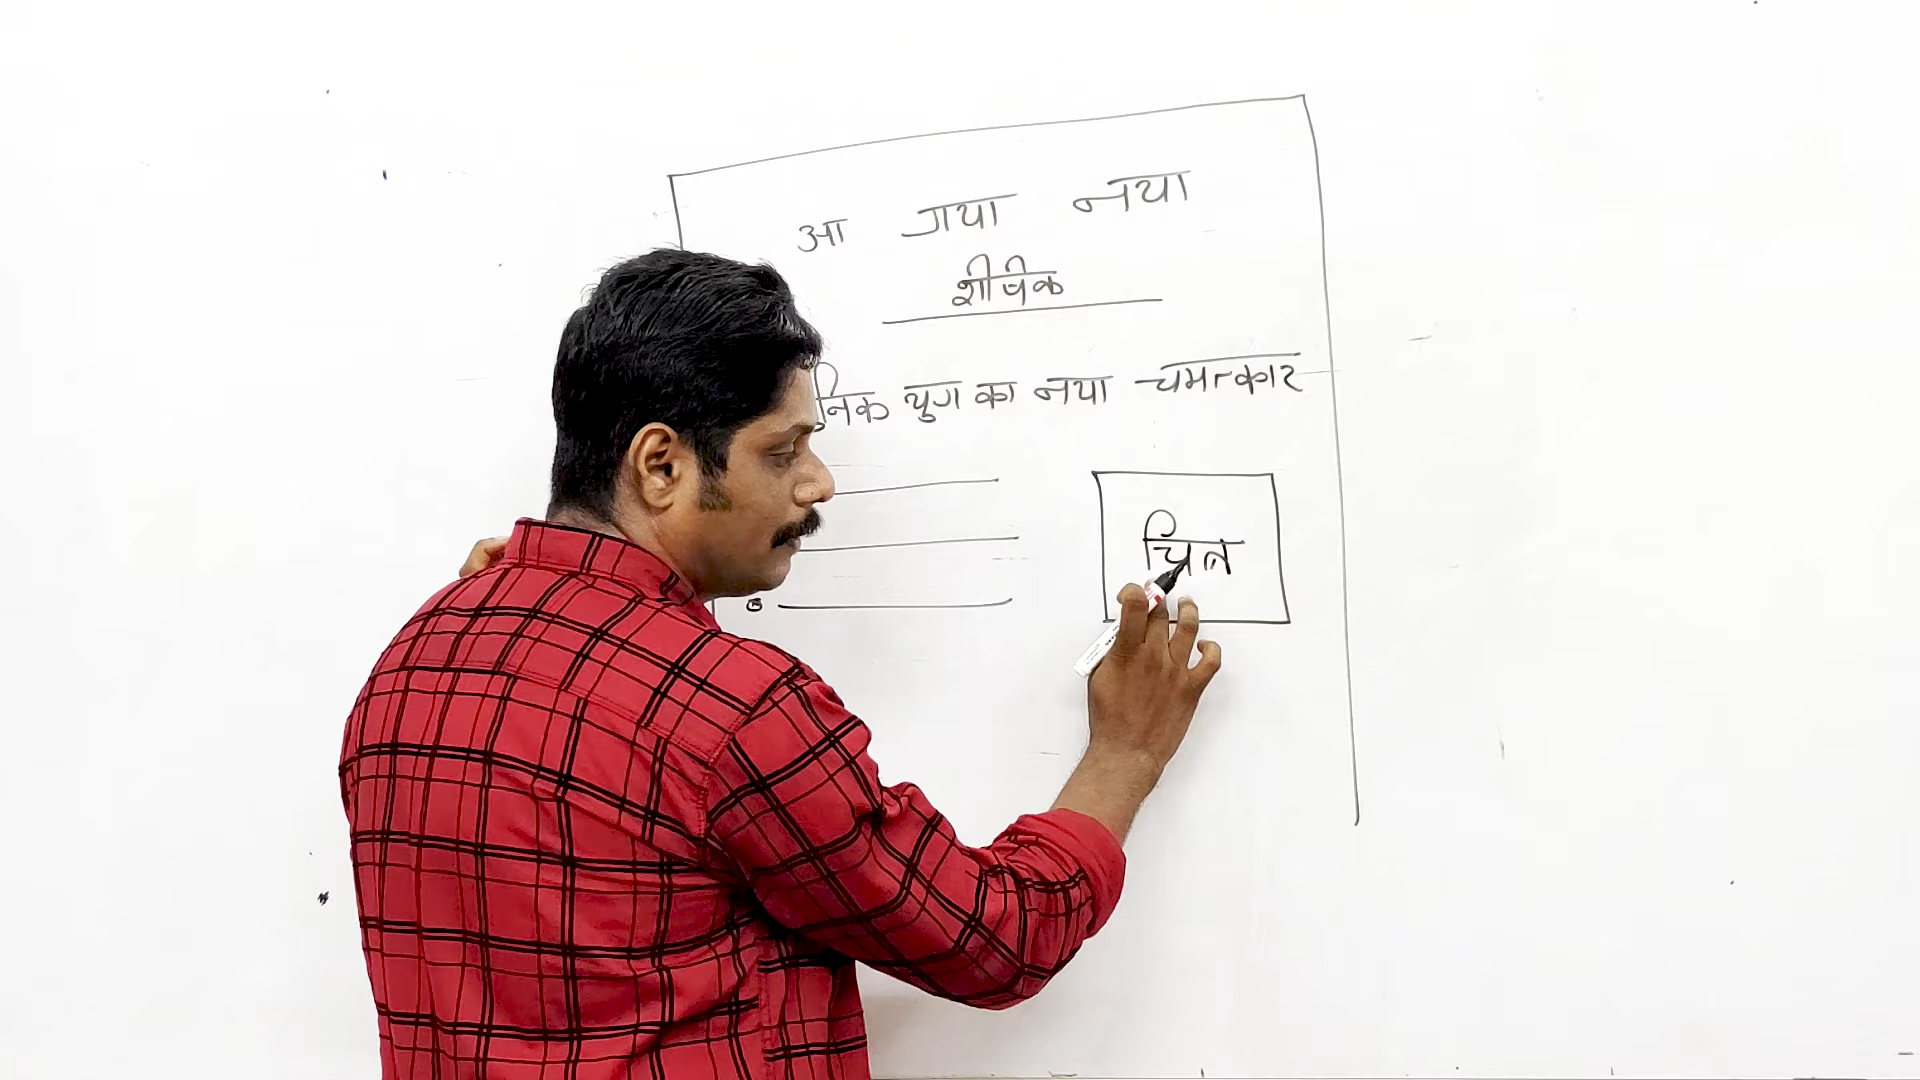 आ गया नया
शीर्षक
निक युग का नया चमत्कार
चित्र